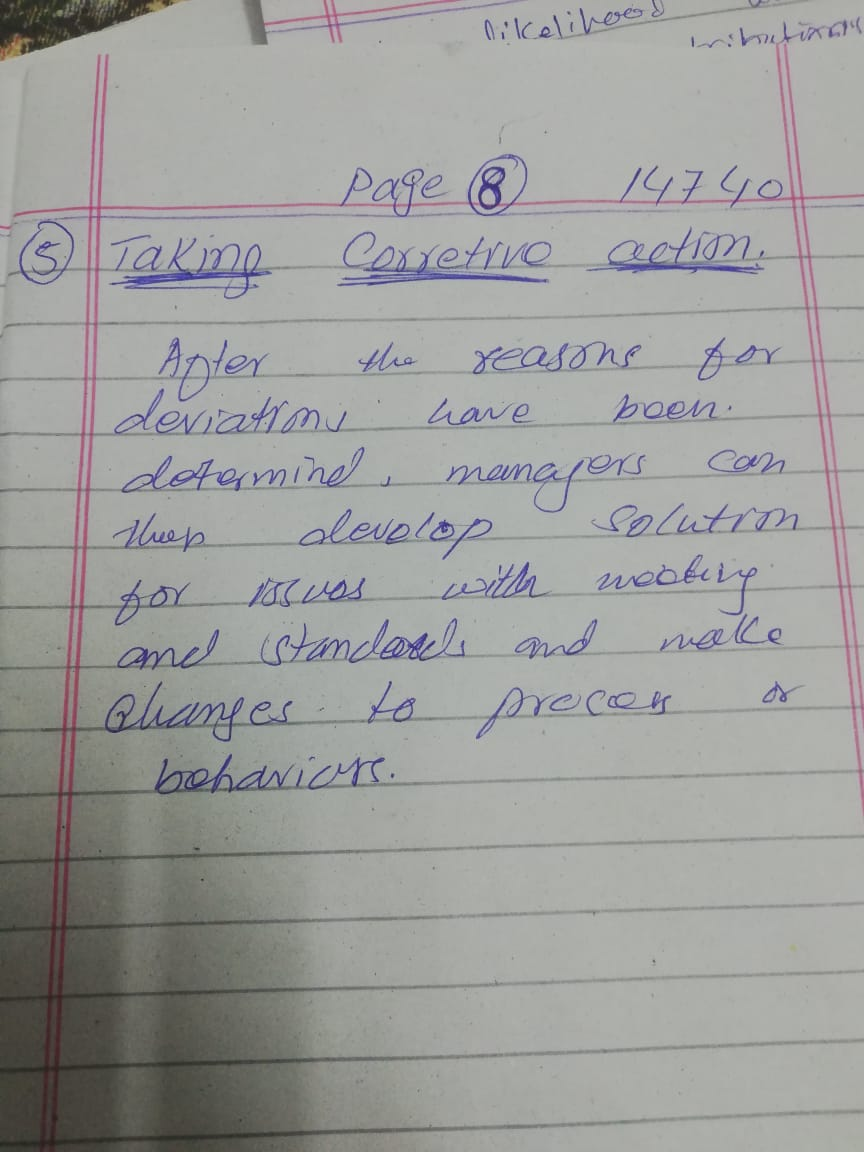 Likelihood
Page 8 14740
5 Taking Corretive action.
After the reasons for
deviations have been.
determind, managers can
then develop solution
for issues with meeting
and standards and make
changes to process or
behaviours.